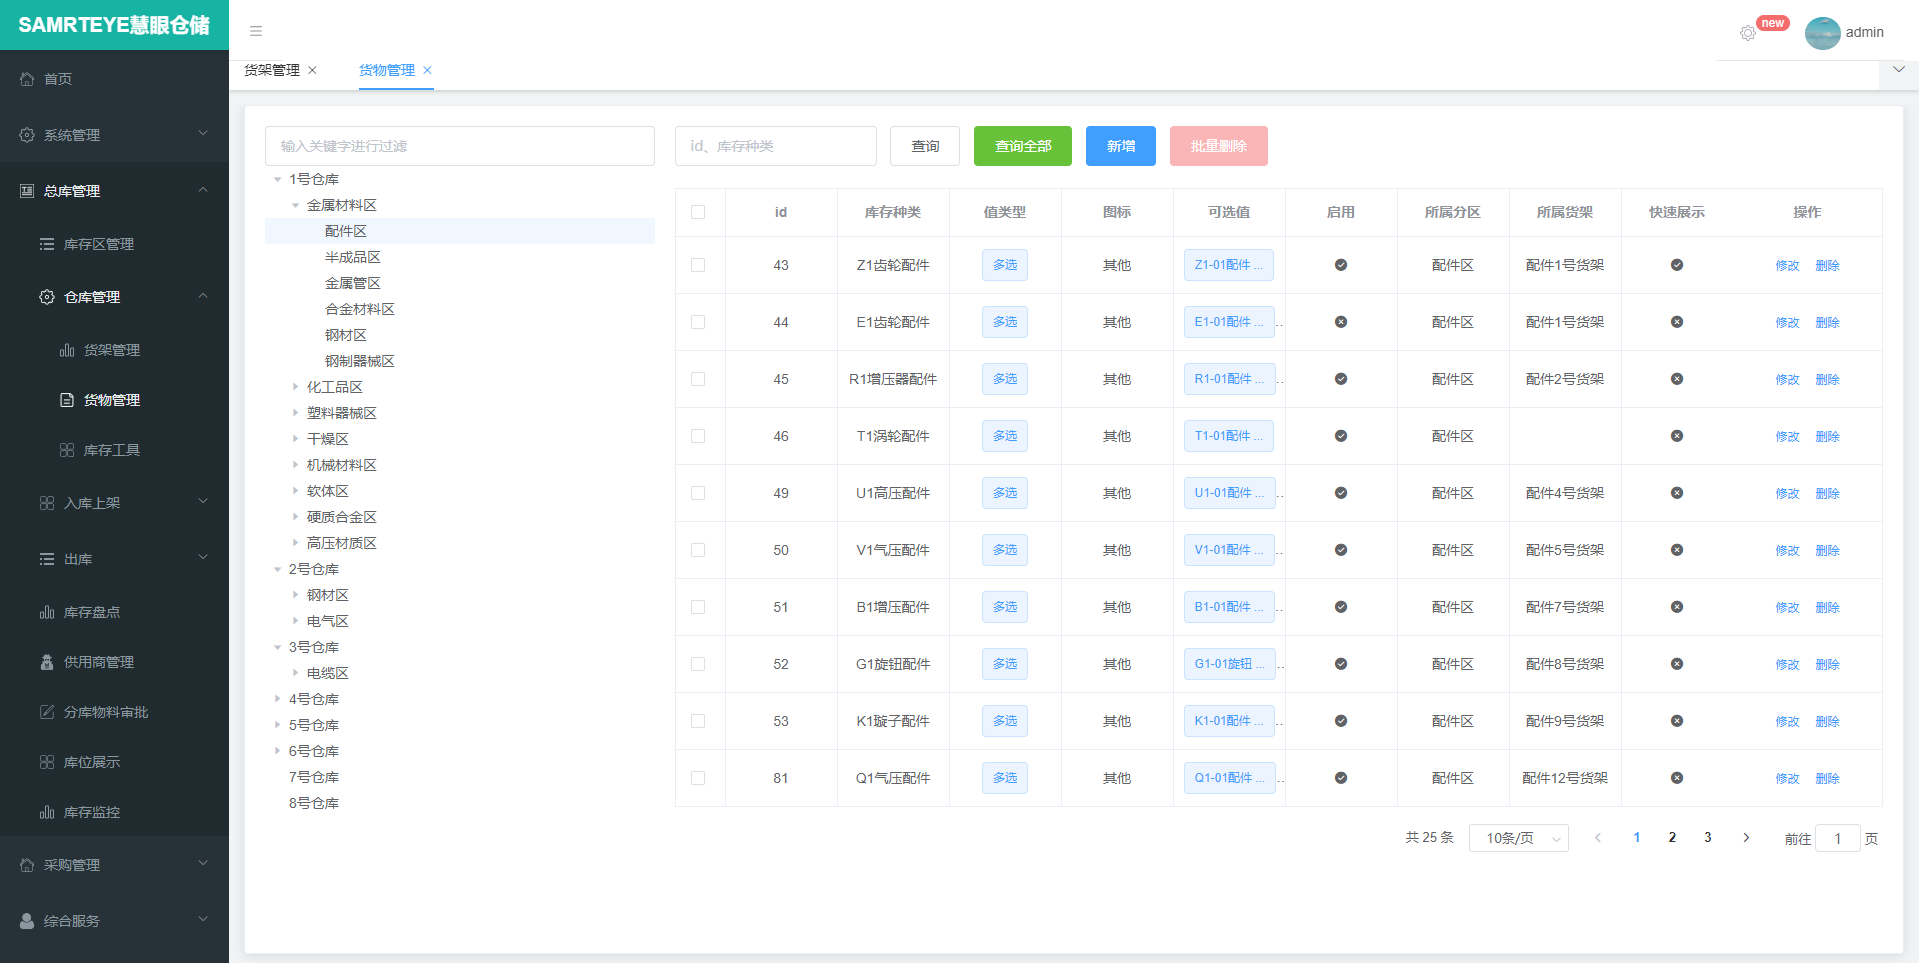 SAMRTEYE慧眼仓储
new
admin
首页
系统管理
总库管理
库存区管理
仓库管理
货架管理
货物管理
库存工具
入库上架
出库
库存盘点
供用商管理
分库物料审批
库位展示
库存监控
采购管理
综合服务
货架管理
货物管理
输入关键字进行过滤
1号仓库
金属材料区
配件区
半成品区
金属管区
合金材料区
钢材区
钢制器械区
化工品区
塑料器械区
干燥区
机械材料区
软体区
硬质合金区
高压材质区
2号仓库
钢材区
电气区
3号仓库
电缆区
4号仓库
5号仓库
6号仓库
7号仓库
8号仓库
id、库存种类 查询 查询全部 新增 批量删除
id 库存种类 值类型 图标 可选值 启用 所属分区 所属货架 快速展示 操作
43 Z1齿轮配件 多选 其他 Z1-01配件 ... 配件区 配件1号货架 修改 删除
44 E1齿轮配件 多选 其他 E1-01配件 ... 配件区 配件1号货架 修改 删除
45 R1增压器配件 多选 其他 R1-01配件 ... 配件区 配件2号货架 修改 删除
46 T1涡轮配件 多选 其他 T1-01配件 ... 配件区 修改 删除
49 U1高压配件 多选 其他 U1-01配件 ... 配件区 配件4号货架 修改 删除
50 V1气压配件 多选 其他 V1-01配件 ... 配件区 配件5号货架 修改 删除
51 B1增压配件 多选 其他 B1-01配件 ... 配件区 配件7号货架 修改 删除
52 G1旋钮配件 多选 其他 G1-01旋钮 ... 配件区 配件8号货架 修改 删除
53 K1璇子配件 多选 其他 K1-01配件 ... 配件区 配件9号货架 修改 删除
81 Q1气压配件 多选 其他 Q1-01配件 ... 配件区 配件12号货架 修改 删除
共 25 条 10条/页 1 2 3 前往 1 页